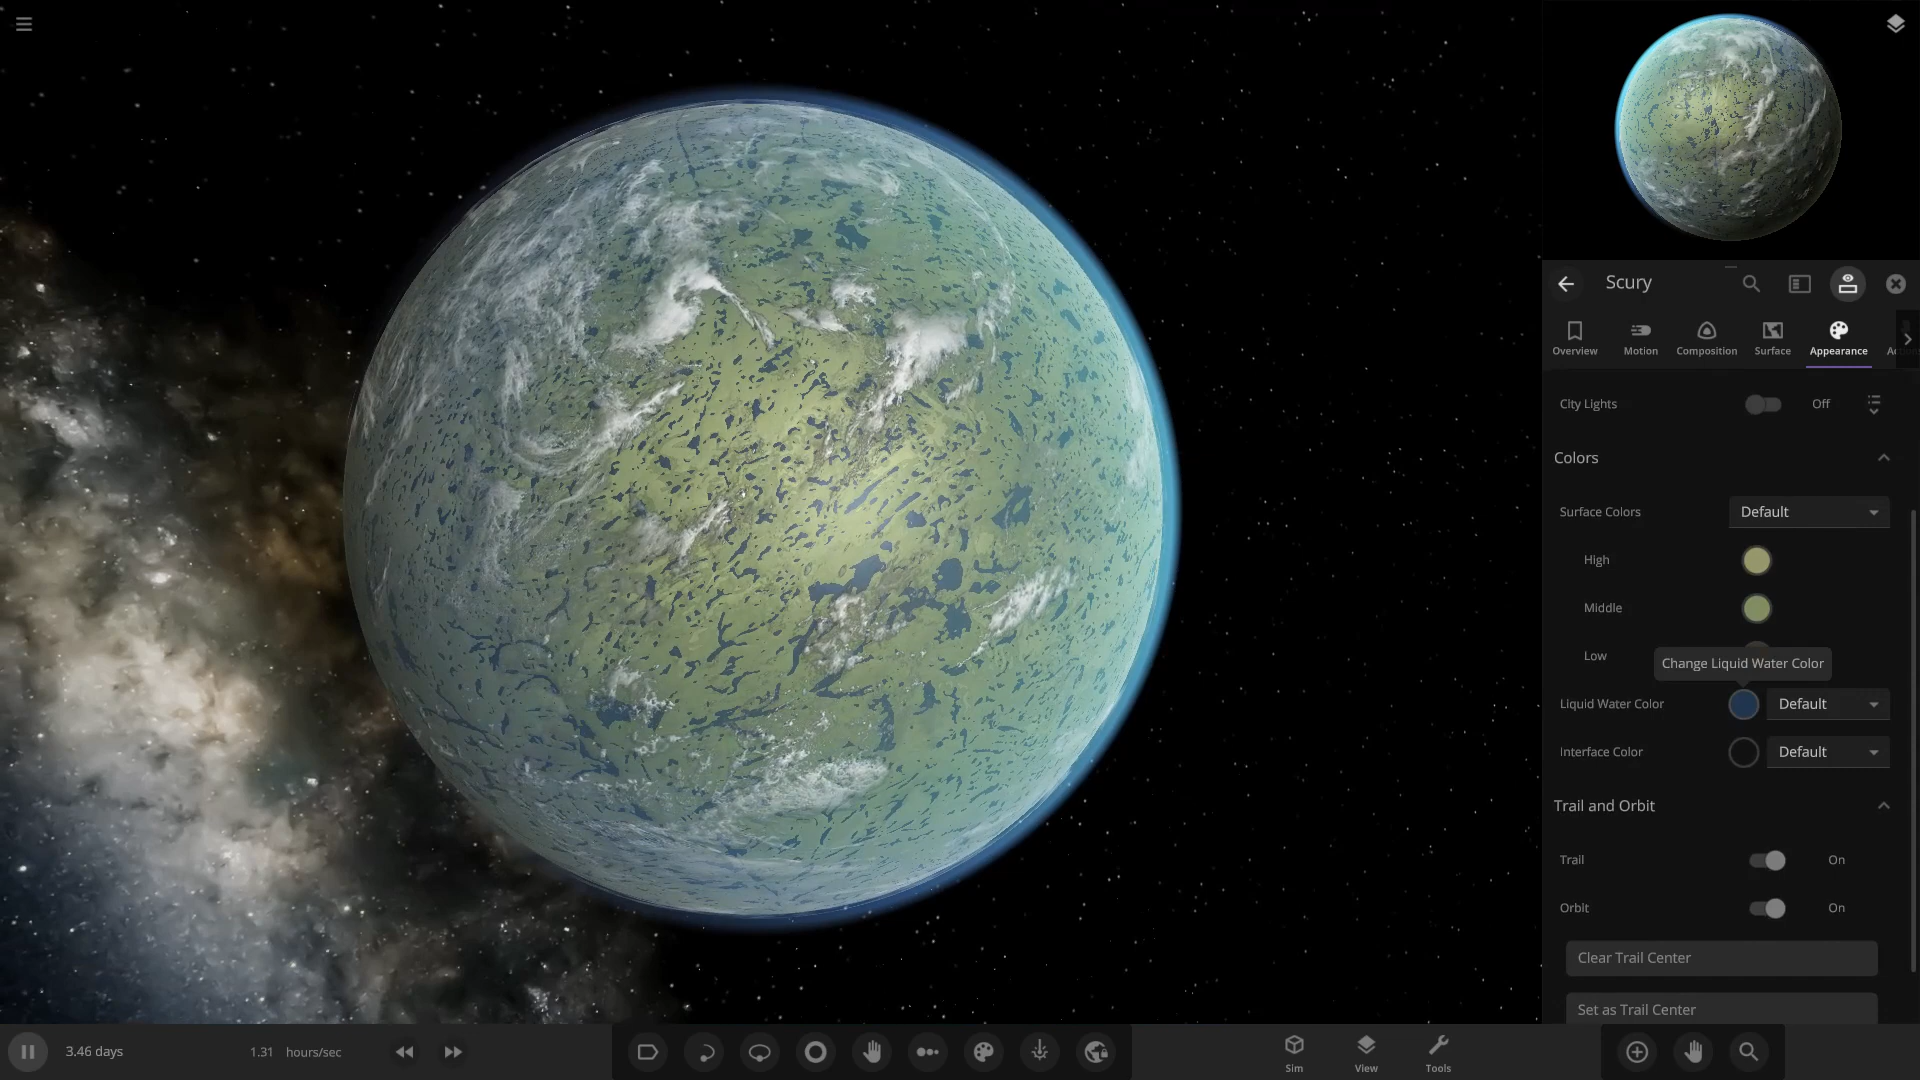 Scury
Overview
Motion
Composition
Surface
Appearance
City Lights
Off
Colors
Surface Colors
Default
High
Middle
Low
Change Liquid Water Color
Liquid Water Color
Default
Interface Color
Default
Trail and Orbit
Trail
On
Orbit
On
Clear Trail Center
Set as Trail Center
3.46 days
1.31 hours/sec
Sim
View
Tools